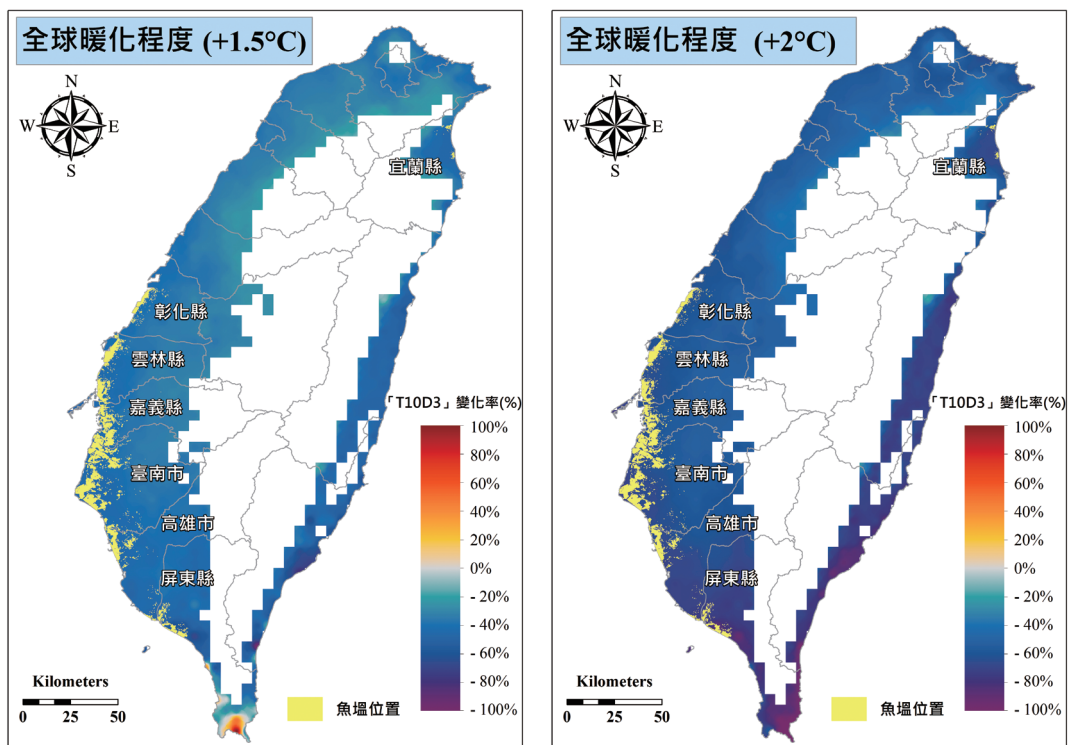 全球暖化程度 (+1.5°C)
N
W
E
S
宜蘭縣
彰化縣
雲林縣
嘉義縣
臺南市
高雄市
屏東縣
「T10D3」變化率(%)
100%
80%
60%
40%
20%
0%
- 20%
- 40%
- 60%
- 80%
- 100%
Kilometers
0 25 50
魚塭位置
全球暖化程度 (+2°C)
N
W
E
S
宜蘭縣
彰化縣
雲林縣
嘉義縣
臺南市
高雄市
屏東縣
「T10D3」變化率(%)
100%
80%
60%
40%
20%
0%
- 20%
- 40%
- 60%
- 80%
- 100%
Kilometers
0 25 50
魚塭位置